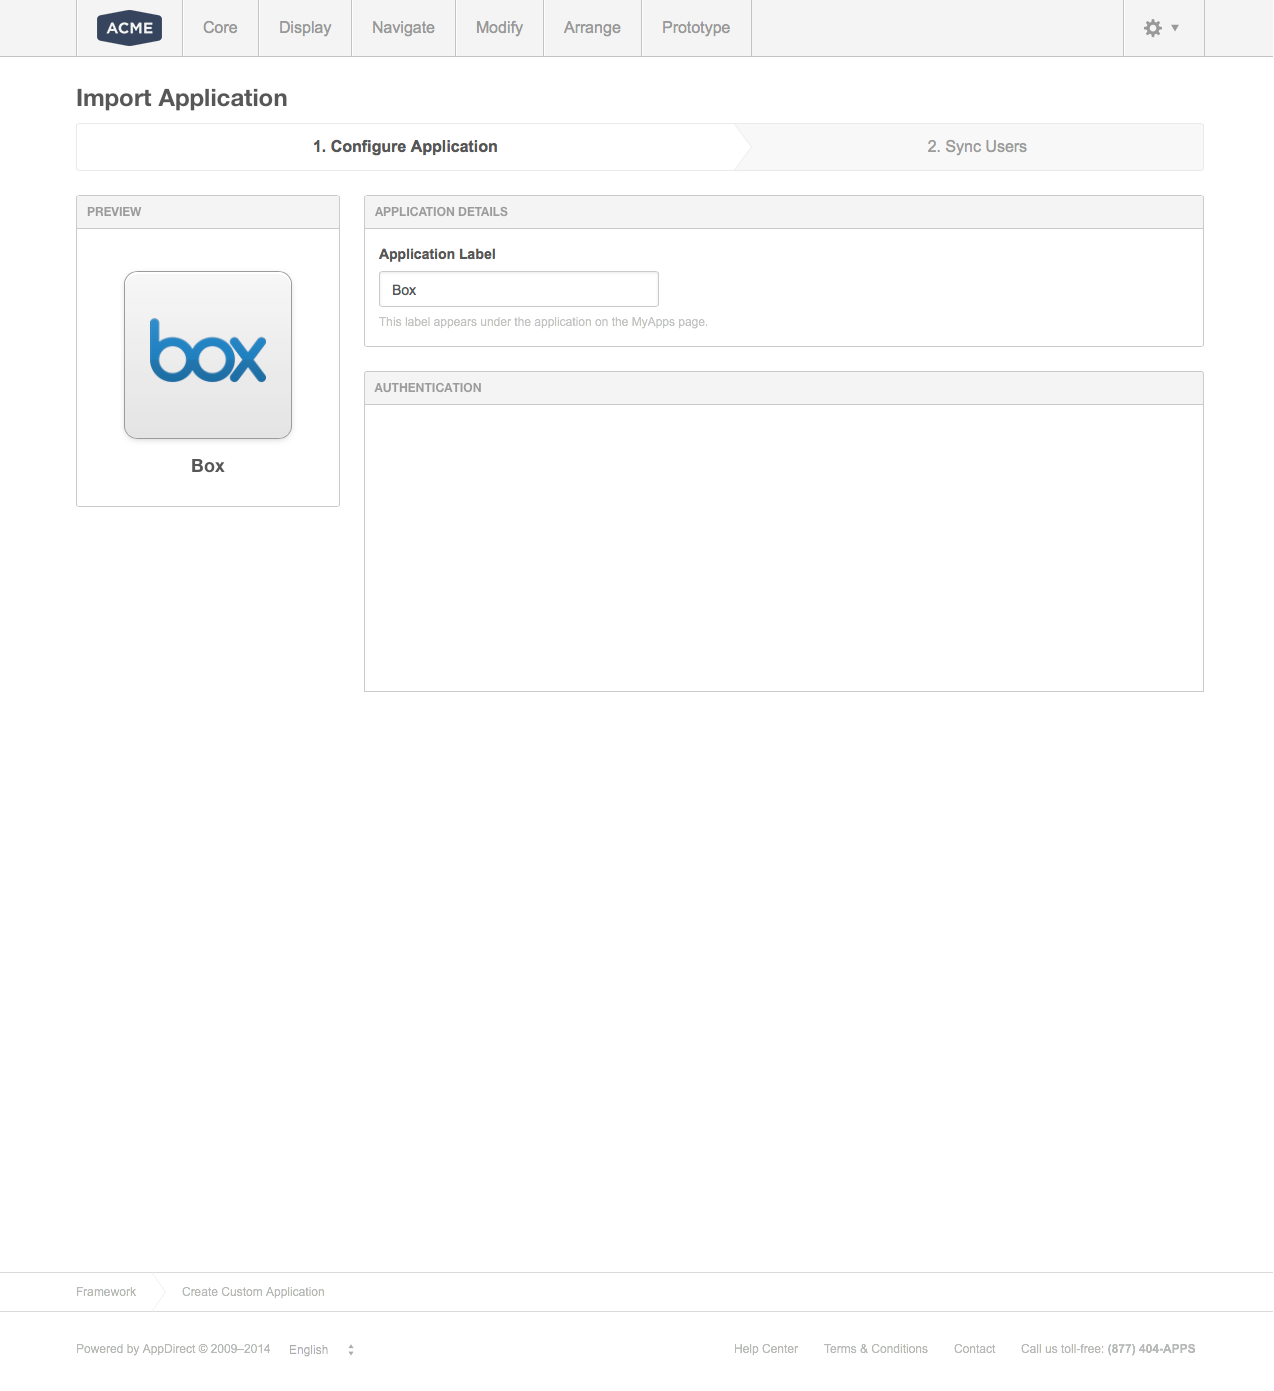 ACME Core Display Navigate Modify Arrange Prototype
Import Application
1. Configure Application 2. Sync Users
PREVIEW
box
Box
APPLICATION DETAILS
Application Label
Box
This label appears under the application on the MyApps page.
AUTHENTICATION
Framework Create Custom Application
Powered by AppDirect © 2009–2014 English Help Center Terms & Conditions Contact Call us toll-free: (877) 404-APPS